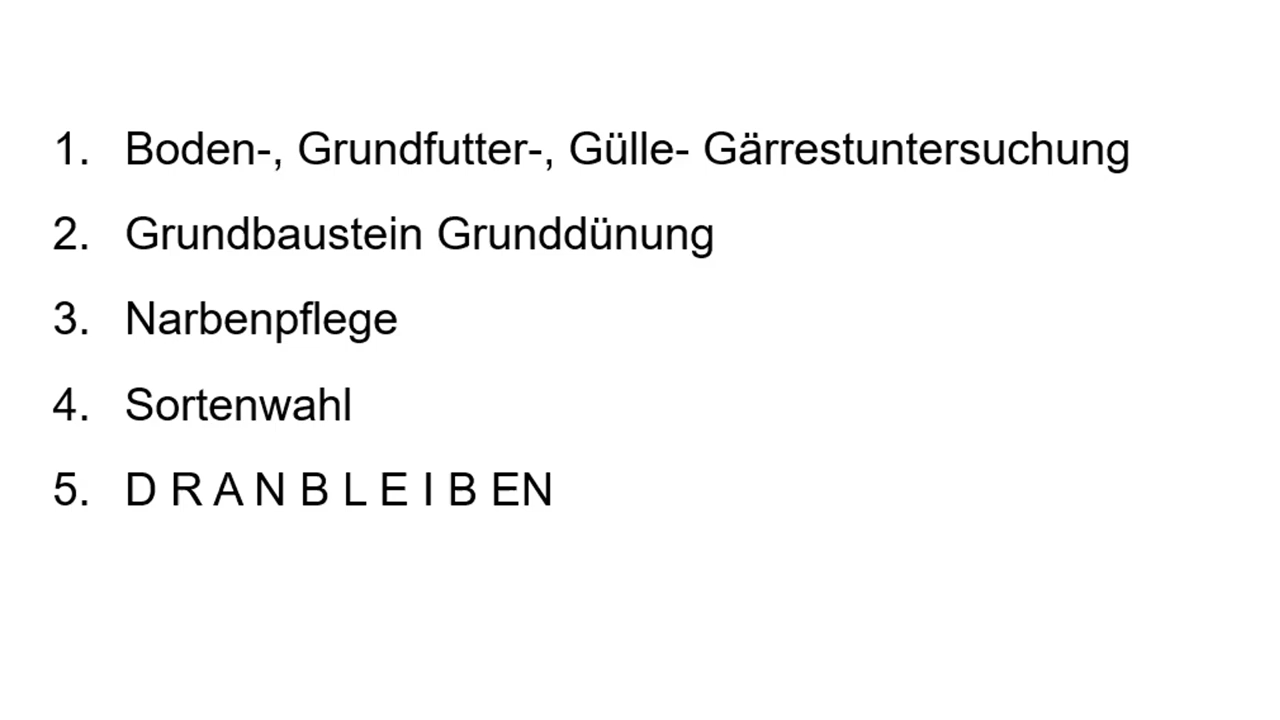 1. Boden-, Grundfutter-, Gülle- Gärrestuntersuchung
2. Grundbaustein Grunddünung
3. Narbenpflege
4. Sortenwahl
5. D R A N B L E I B EN